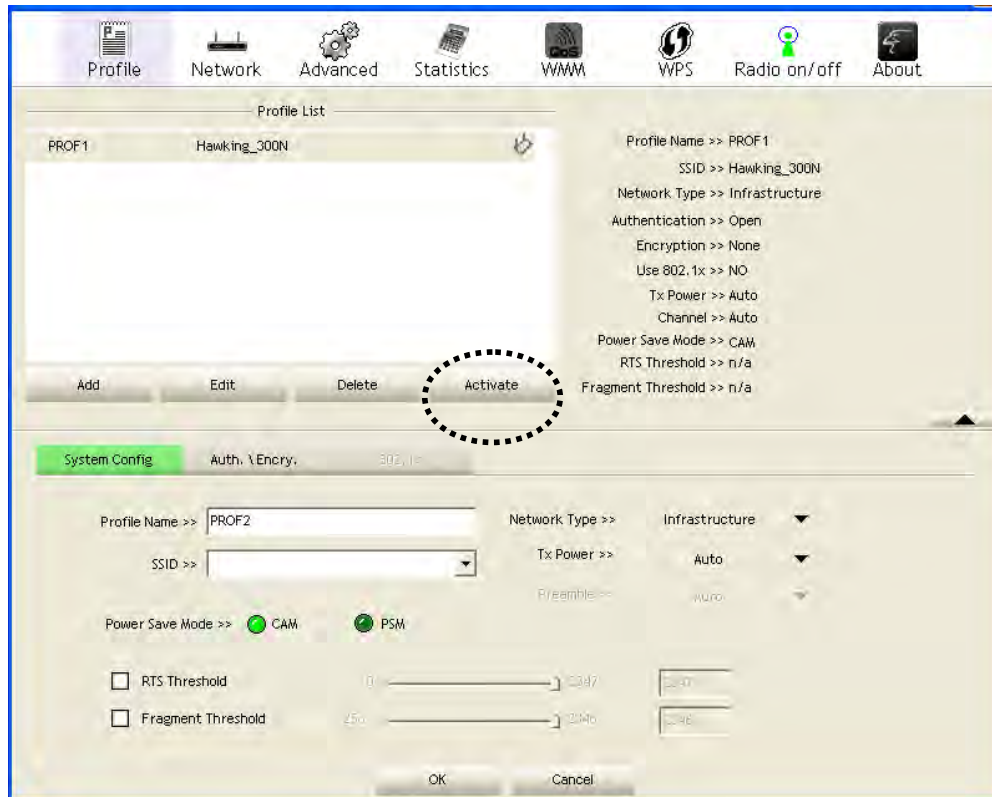 Profile Network Advanced Statistics WMM WPS Radio on/off About
QoS
Profile List
PROF1 Hawking_300N
Profile Name >> PROF1
SSID >> Hawking_300N
Network Type >> Infrastructure
Authentication >> Open
Encryption >> None
Use 802.1x >> NO
Tx Power >> Auto
Channel >> Auto
Power Save Mode >> CAM
RTS Threshold >> n/a
Fragment Threshold >> n/a
Add Edit Delete Activate
System Config Auth. \ Encry. 802.1x
Profile Name >> PROF2 Network Type >> Infrastructure
SSID >> Tx Power >> Auto
Preamble >> Auto
Power Save Mode >> CAM PSM
RTS Threshold 0 2347 2347
Fragment Threshold 256 2346 2346
OK Cancel